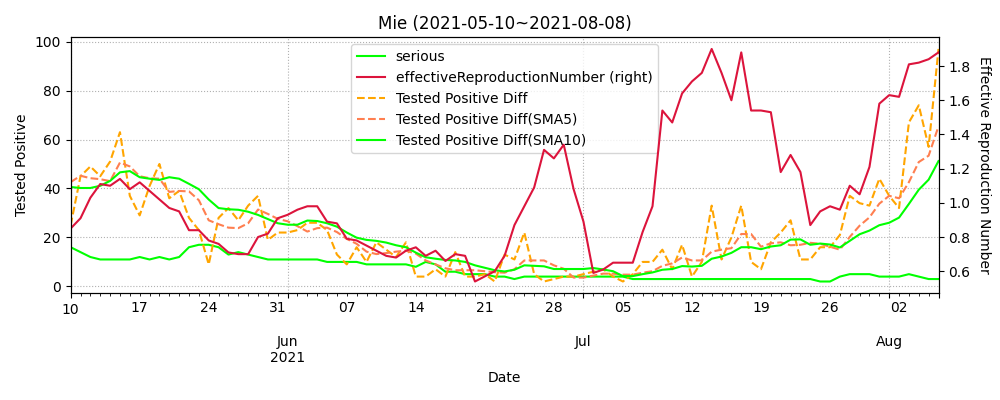 Mie (2021-05-10~2021-08-08)
serious
effectiveReproductionNumber (right)
Tested Positive Diff
Tested Positive Diff(SMA5)
Tested Positive Diff(SMA10)
Tested Positive
100
80
60
40
20
0
1.8
1.6
1.4
1.2
1.0
0.8
0.6
Effective Reproduction Number
10 17 24 31 07 14 21 28 05 12 19 26 02
Jun Jul Aug
2021
Date